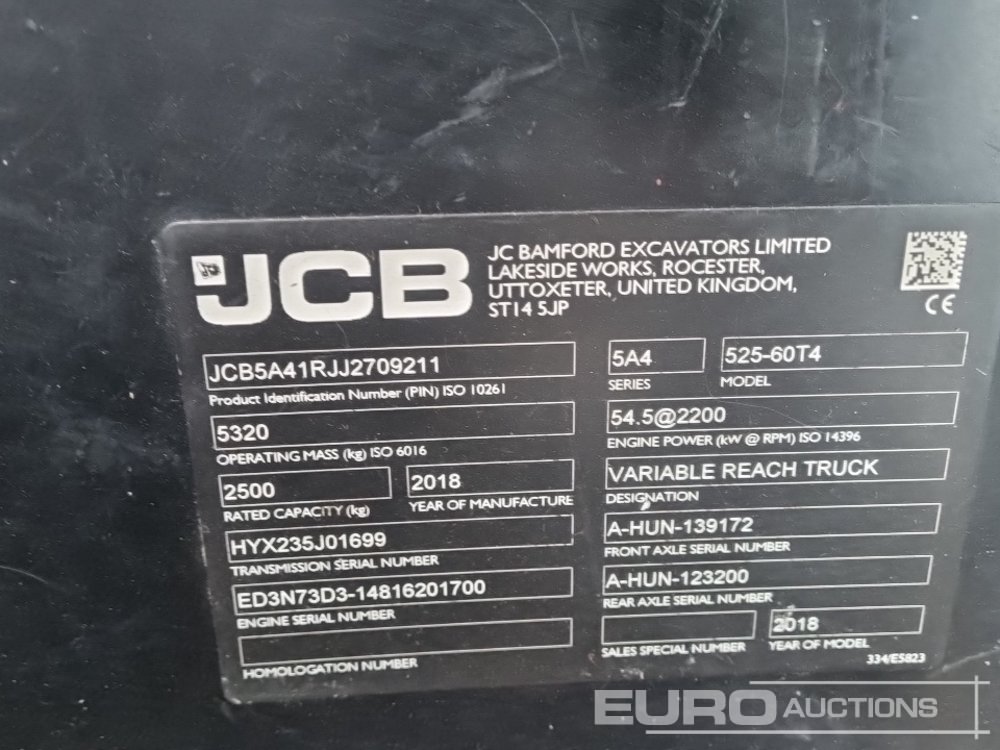 JCB
JC BAMFORD EXCAVATORS LIMITED
LAKESIDE WORKS, ROCESTER,
UTTOXETER, UNITED KINGDOM,
ST14 5JP
CE
JCB5A41RJJ2709211
Product Identification Number (PIN) ISO 10261
5A4
SERIES
525-60T4
MODEL
5320
OPERATING MASS (kg) ISO 6016
54.5@2200
ENGINE POWER (kW @ RPM) ISO 14396
2500
RATED CAPACITY (kg)
2018
YEAR OF MANUFACTURE
VARIABLE REACH TRUCK
DESIGNATION
HYX235J01699
TRANSMISSION SERIAL NUMBER
A-HUN-139172
FRONT AXLE SERIAL NUMBER
ED3N73D3-14816201700
ENGINE SERIAL NUMBER
A-HUN-123200
REAR AXLE SERIAL NUMBER
HOMOLOGATION NUMBER
SALES SPECIAL NUMBER
2018
YEAR OF MODEL
334/E5823
EURO AUCTIONS